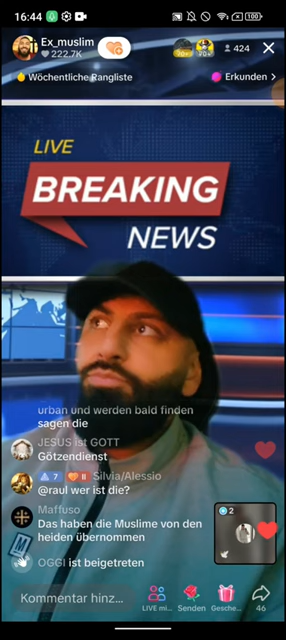 16:44
100
Ex_muslim
222.7K
424
Wöchentliche Rangliste
Erkunden >
LIVE
BREAKING
NEWS
urban und werden bald finden
sagen die
JESUS ist GOTT
Götzendienst
7 II Silvia/Alessio
@raul wer ist die?
Maffuso
Das haben die Muslime von den
heiden übernommen
2
OGGI ist beigetreten
Kommentar hinz...
LIVE mi...
Senden
Gesche...
46